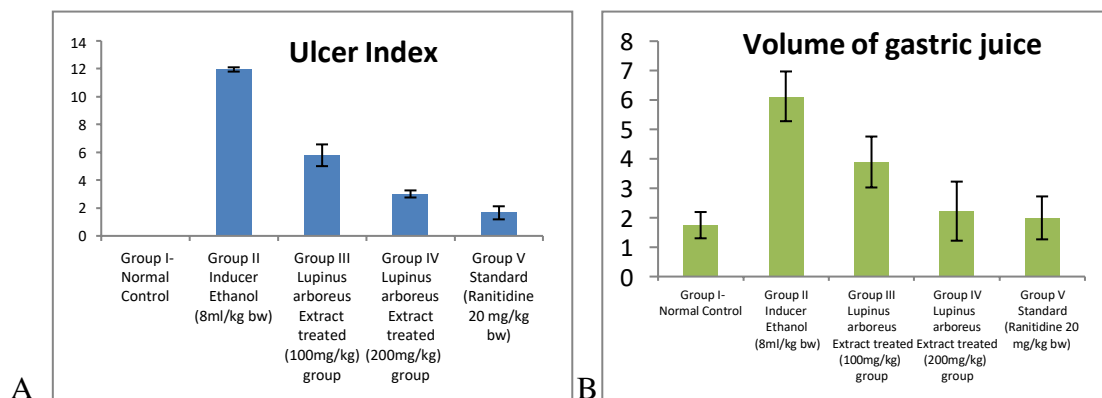 Ulcer Index
14
12
10
8
6
4
2
0
Group I-
Normal
Control
Group II
Inducer
Ethanol
(8ml/kg bw)
Group III
Lupinus
arboreus
Extract
treated
(100mg/kg)
group
Group IV
Lupinus
arboreus
Extract
treated
(200mg/kg)
group
Group V
Standard
(Ranitidine
20 mg/kg
bw)
A
Volume of gastric juice
8
7
6
5
4
3
2
1
0
Group I-
Normal Control
Group II
Inducer
Ethanol
(8ml/kg bw)
Group III
Lupinus
arboreus
Extract treated
(100mg/kg)
group
Group IV
Lupinus
arboreus
Extract treated
(200mg/kg)
group
Group V
Standard
(Ranitidine 20
mg/kg bw)
B